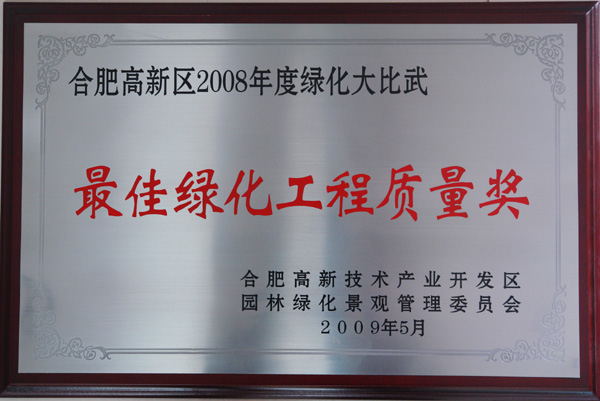 合肥高新区2008年度绿化大比武
最佳绿化工程质量奖
合肥高新技术产业开发区
园林绿化景观管理委员会
2009年5月